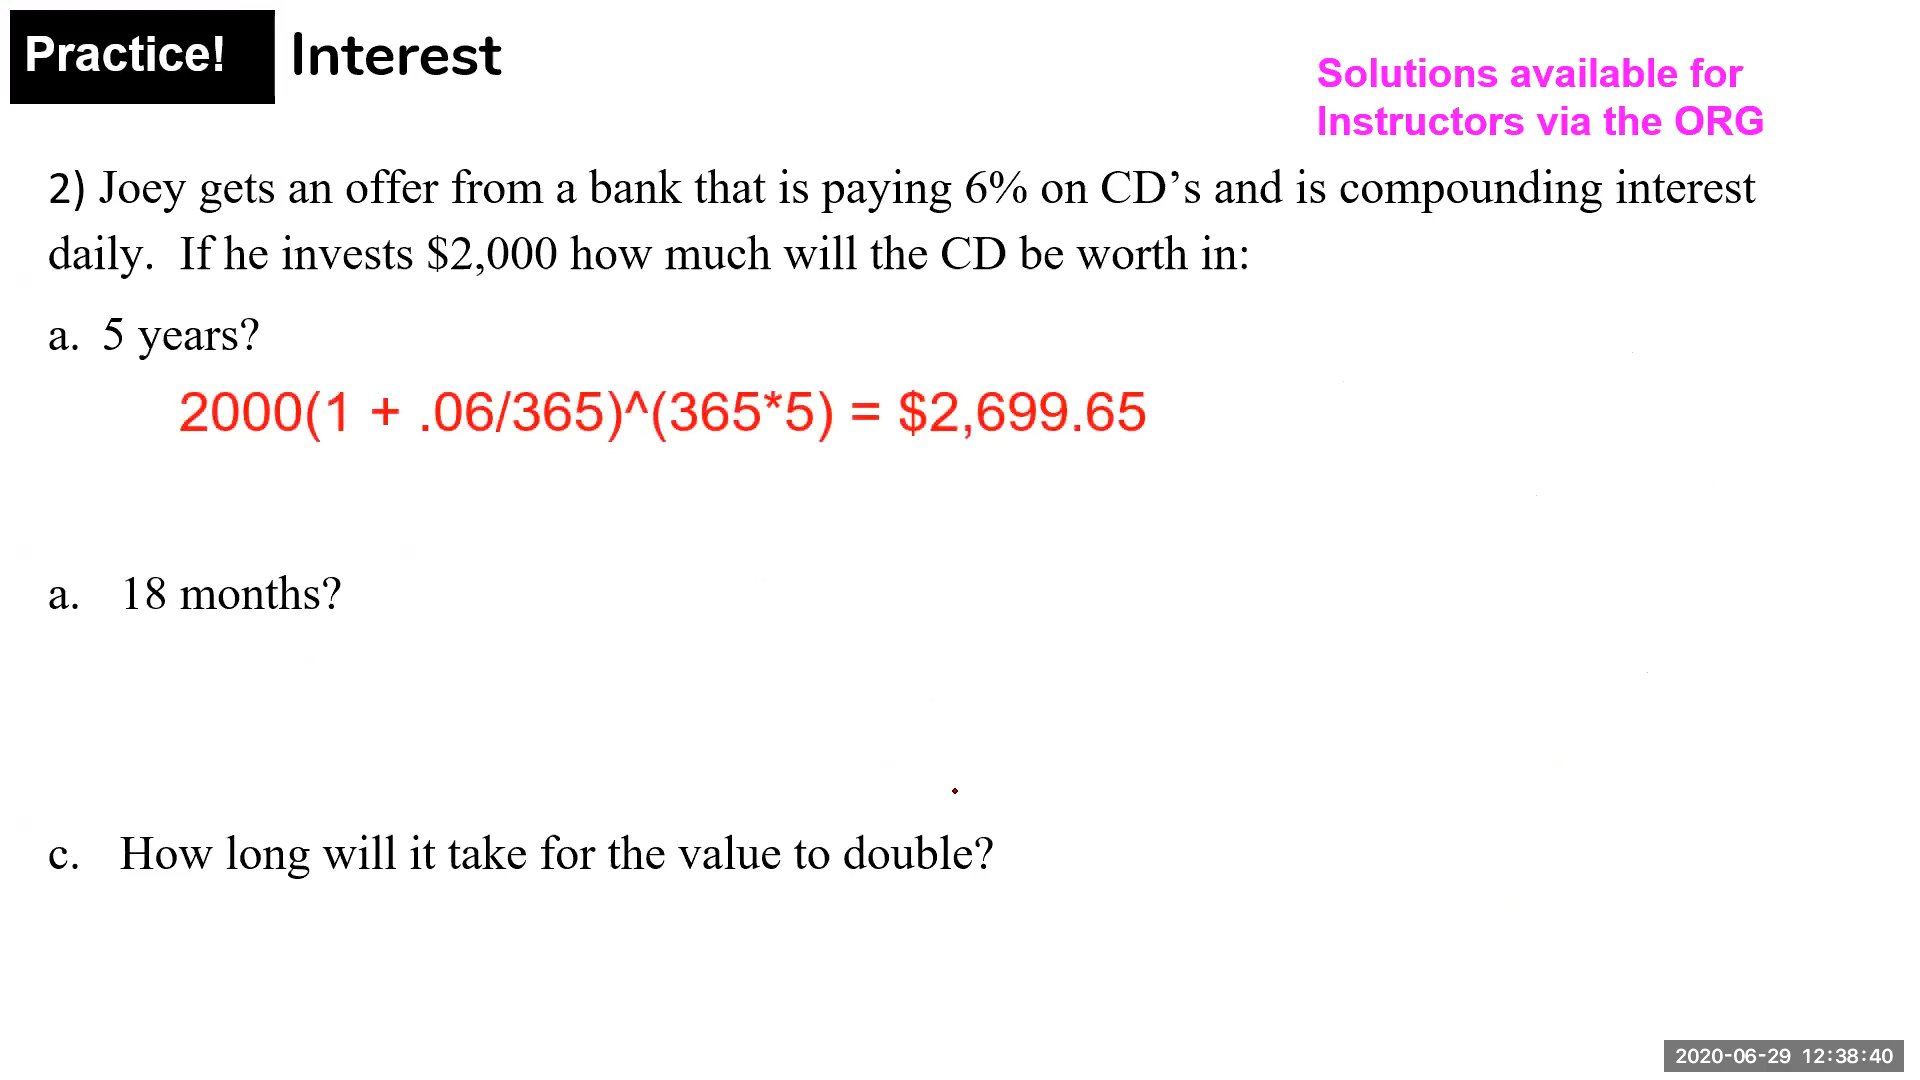 Practice! Interest
Solutions available for
Instructors via the ORG
2) Joey gets an offer from a bank that is paying 6% on CD’s and is compounding interest
daily.  If he invests $2,000 how much will the CD be worth in:
a. 5 years?
2000(1 + .06/365)^(365*5) = $2,699.65
a. 18 months?
c. How long will it take for the value to double?
2020-06-29 12:38:40